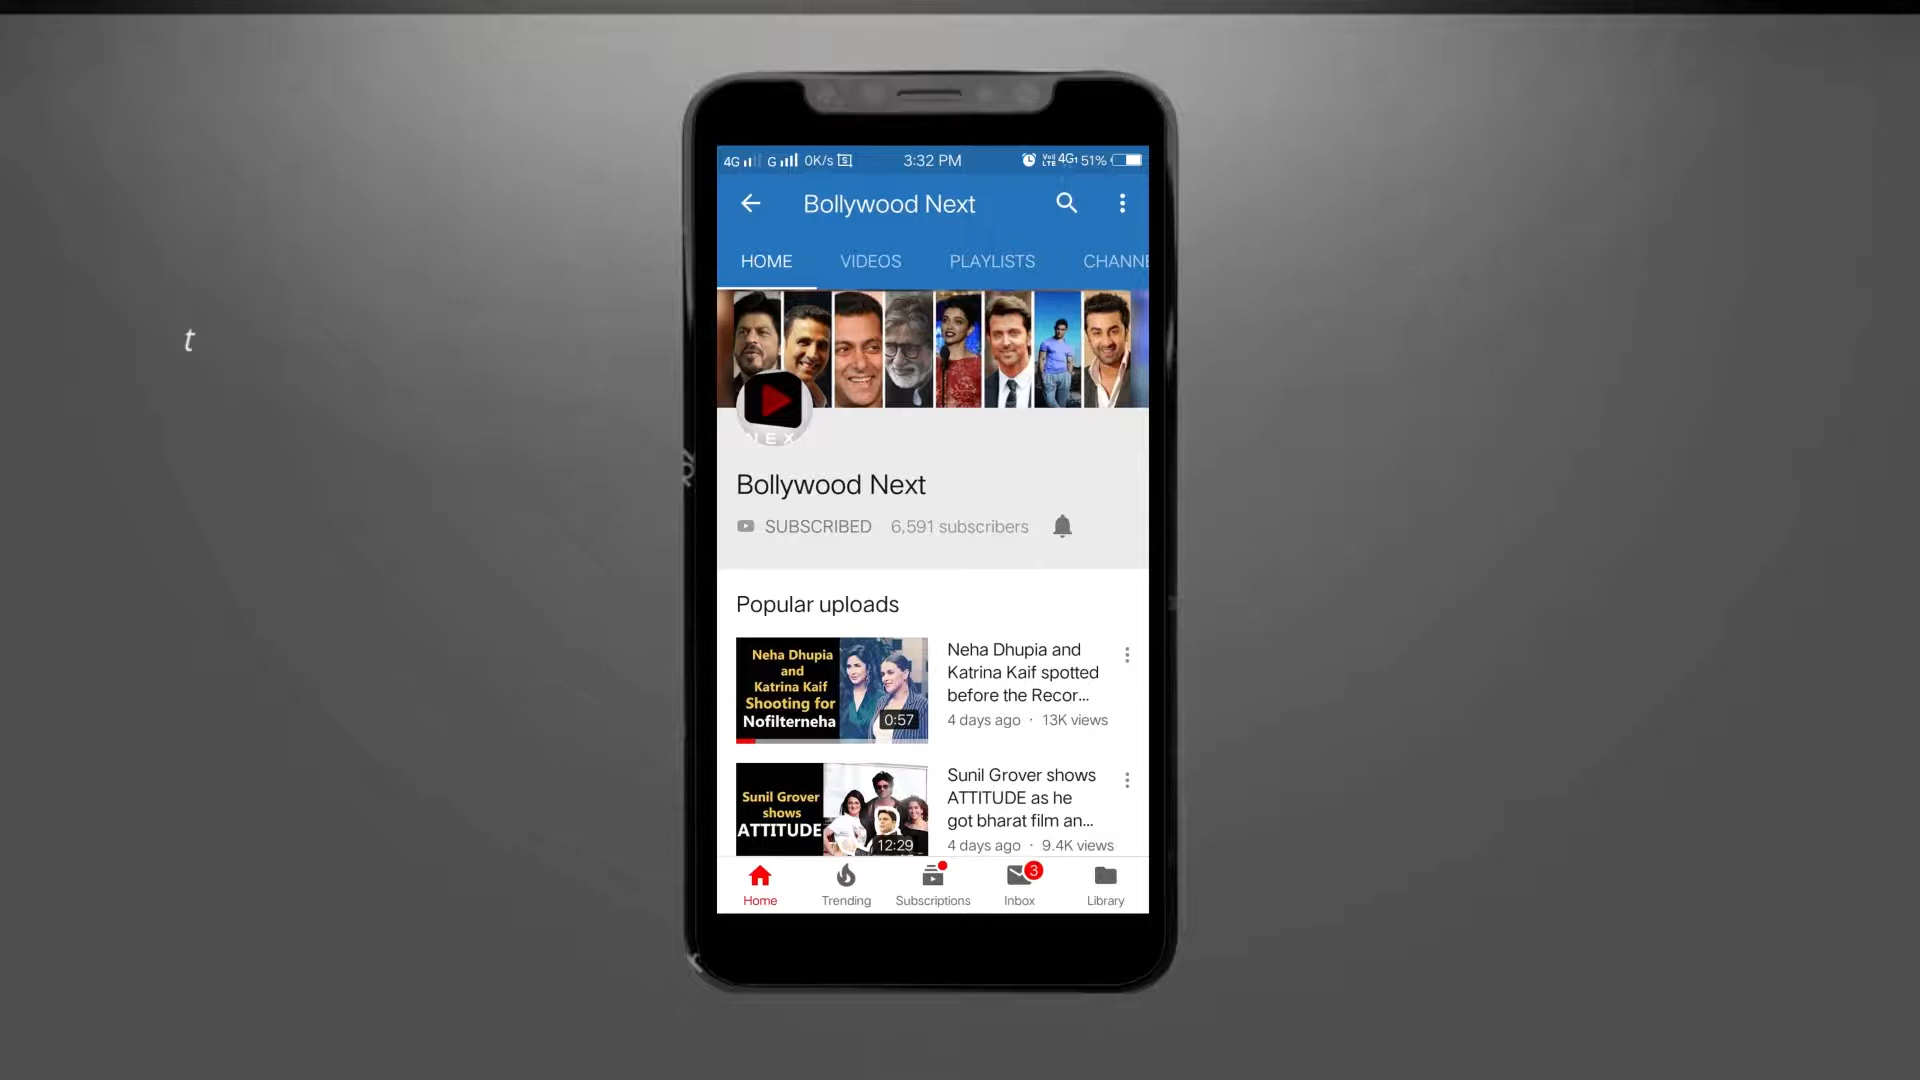 4G G 0K/s 3:32 PM 4G1 51%
Bollywood Next
HOME VIDEOS PLAYLISTS CHANNE
t
NEX
Bollywood Next
SUBSCRIBED 6,591 subscribers
Popular uploads
Neha Dhupia
and
Katrina Kaif
Shooting for
Nofilterneha
0:57
Neha Dhupia and
Katrina Kaif spotted
before the Recor...
4 days ago · 13K views
Sunil Grover
shows
ATTITUDE
12:29
Sunil Grover shows
ATTITUDE as he
got bharat film an...
4 days ago · 9.4K views
3
Home Trending Subscriptions Inbox Library